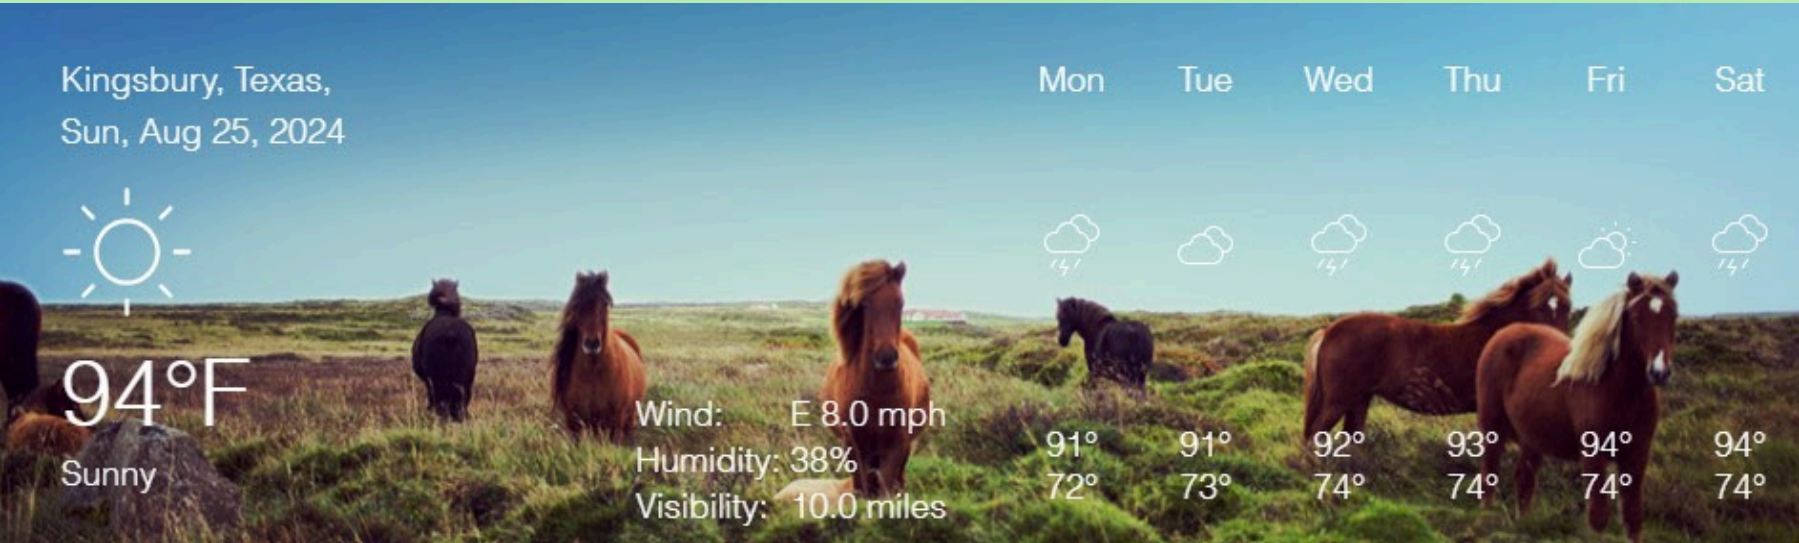 Kingsbury, Texas,
Sun, Aug 25, 2024
94°F
Sunny
Wind: E 8.0 mph
Humidity: 38%
Visibility: 10.0 miles
Mon Tue Wed Thu Fri Sat
91° 91° 92° 93° 94° 94°
72° 73° 74° 74° 74° 74°